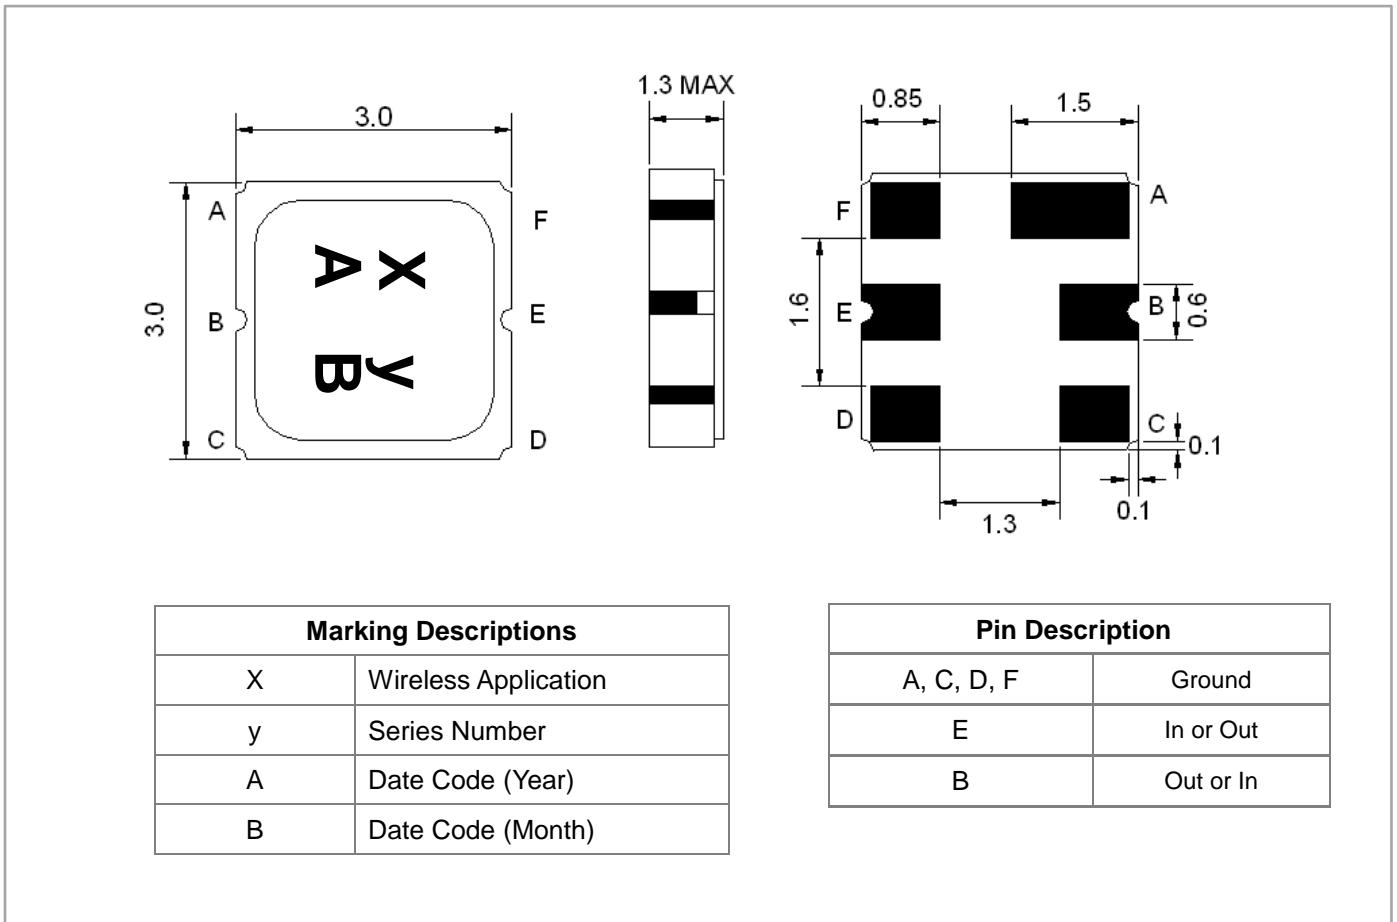 3.0
3.0
A
B
C
F
E
D
X
A
y
B
1.3 MAX
0.85
1.5
F
E
D
A
B
C
1.6
0.6
0.1
0.1
1.3
Marking Descriptions
X Wireless Application
y Series Number
A Date Code (Year)
B Date Code (Month)
Pin Description
A, C, D, F Ground
E In or Out
B Out or In